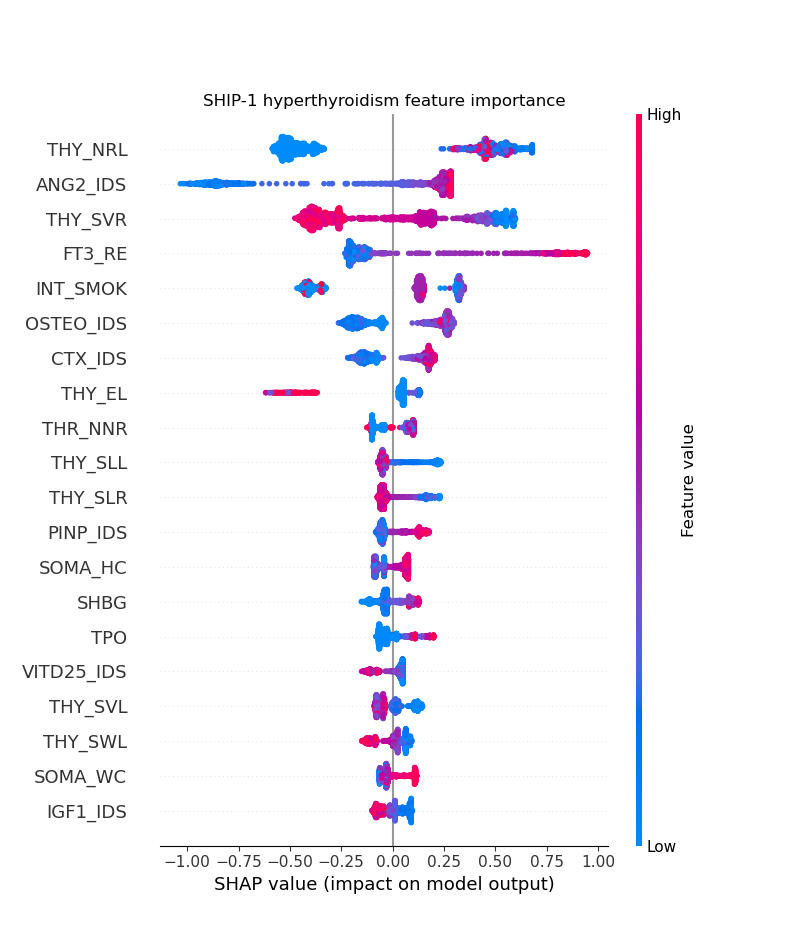 SHIP-1 hyperthyroidism feature importance
High
THY_NRL
ANG2_IDS
THY_SVR
FT3_RE
INT_SMOK
OSTEO_IDS
CTX_IDS
THY_EL
THR_NNR
THY_SLL
THY_SLR
PINP_IDS
SOMA_HC
SHBG
TPO
VITD25_IDS
THY_SVL
THY_SWL
SOMA_WC
IGF1_IDS
Feature value
Low
−1.00 −0.75 −0.50 −0.25 0.00 0.25 0.50 0.75 1.00
SHAP value (impact on model output)